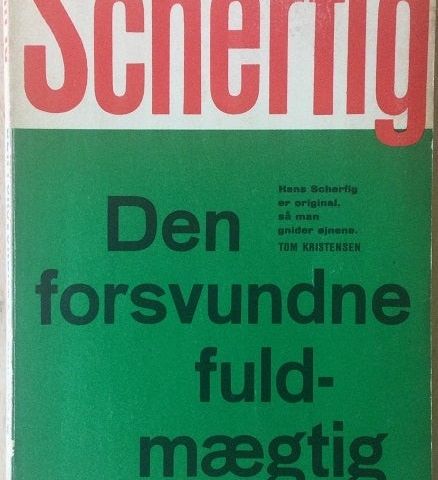 Scherfig
Hans Scherfig
er original,
så man
gnider øjnene.
TOM KRISTENSEN
Den
forsvundne
fuld-
mægtig